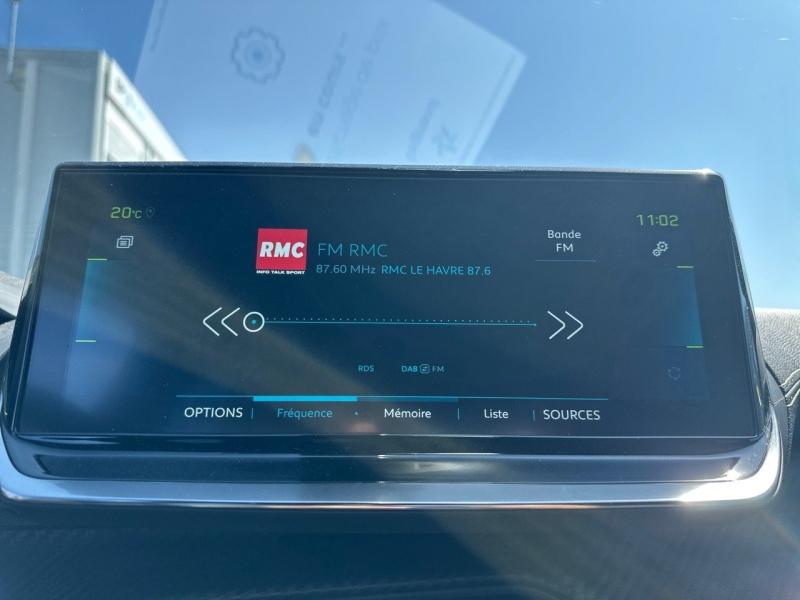 20°C
11:02
RMC
INFO TALK SPORT
FM RMC
87.60 MHz RMC LE HAVRE 87.6
Bande
FM
RDS
DAB FM
OPTIONS
Fréquence
Mémoire
Liste
SOURCES